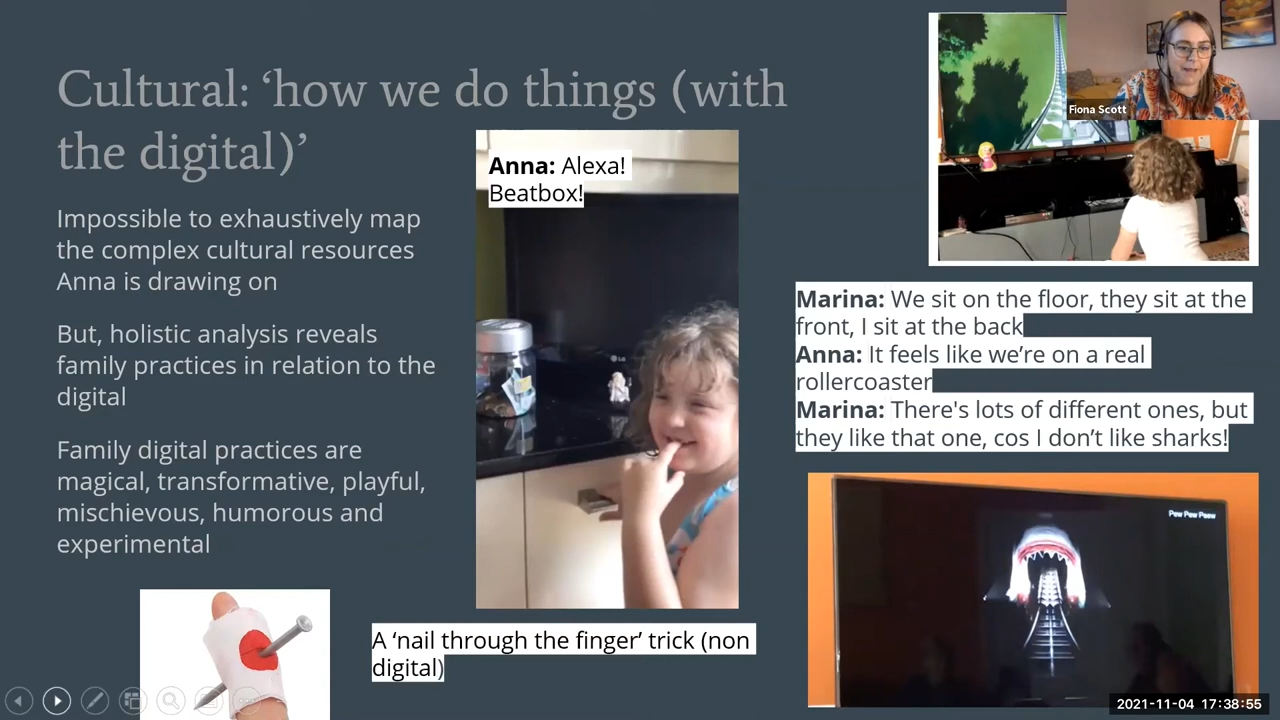 Cultural: ‘how we do things (with
the digital)’
Impossible to exhaustively map
the complex cultural resources
Anna is drawing on
But, holistic analysis reveals
family practices in relation to the
digital
Family digital practices are
magical, transformative, playful,
mischievous, humorous and
experimental
Anna: Alexa!
Beatbox!
LG
A ‘nail through the finger’ trick (non
digital)
Fiona Scott
Marina: We sit on the floor, they sit at the
front, I sit at the back
Anna: It feels like we’re on a real
rollercoaster
Marina: There's lots of different ones, but
they like that one, cos I don’t like sharks!
Pew Pew Peew
2021-11-04 17:38:55